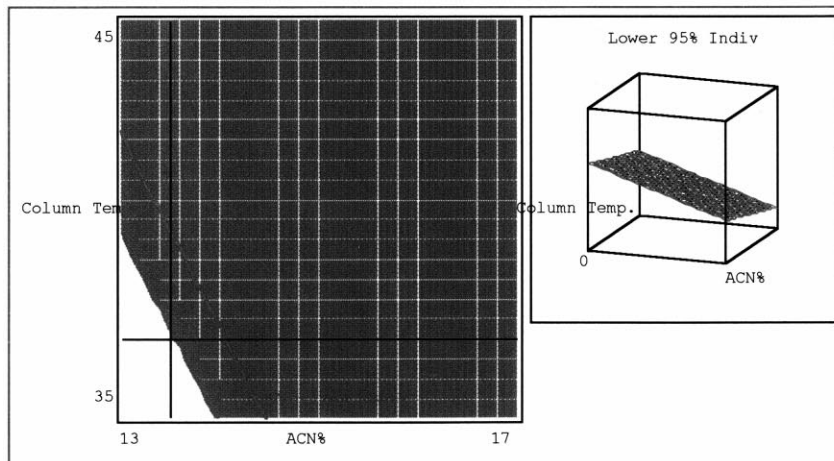 45
Column Tem
35
13
ACN%
17
Lower 95% Indiv
Column Temp.
0
ACN%